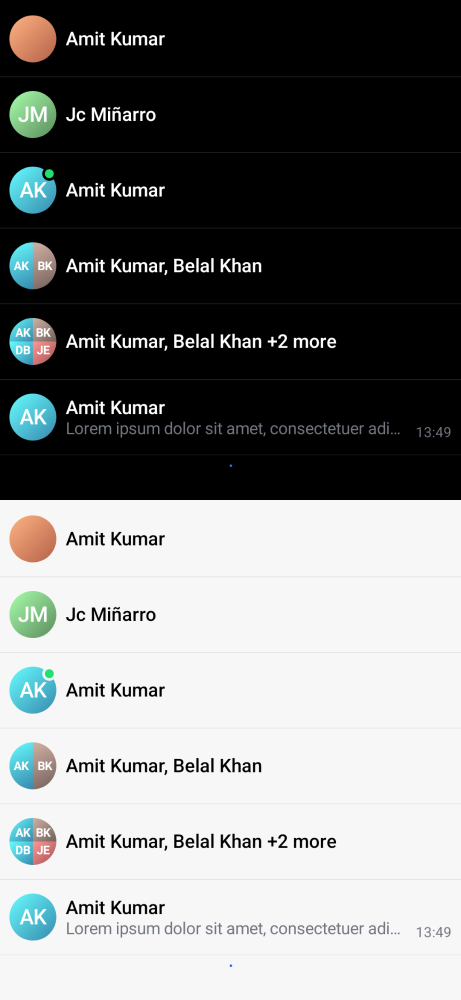 Amit Kumar
JM
Jc Miñarro
AK
Amit Kumar
AK BK
Amit Kumar, Belal Khan
AK BK
DB JE
Amit Kumar, Belal Khan +2 more
AK
Amit Kumar
Lorem ipsum dolor sit amet, consectetuer adi...
13:49
Amit Kumar
JM
Jc Miñarro
AK
Amit Kumar
AK BK
Amit Kumar, Belal Khan
AK BK
DB JE
Amit Kumar, Belal Khan +2 more
AK
Amit Kumar
Lorem ipsum dolor sit amet, consectetuer adi...
13:49